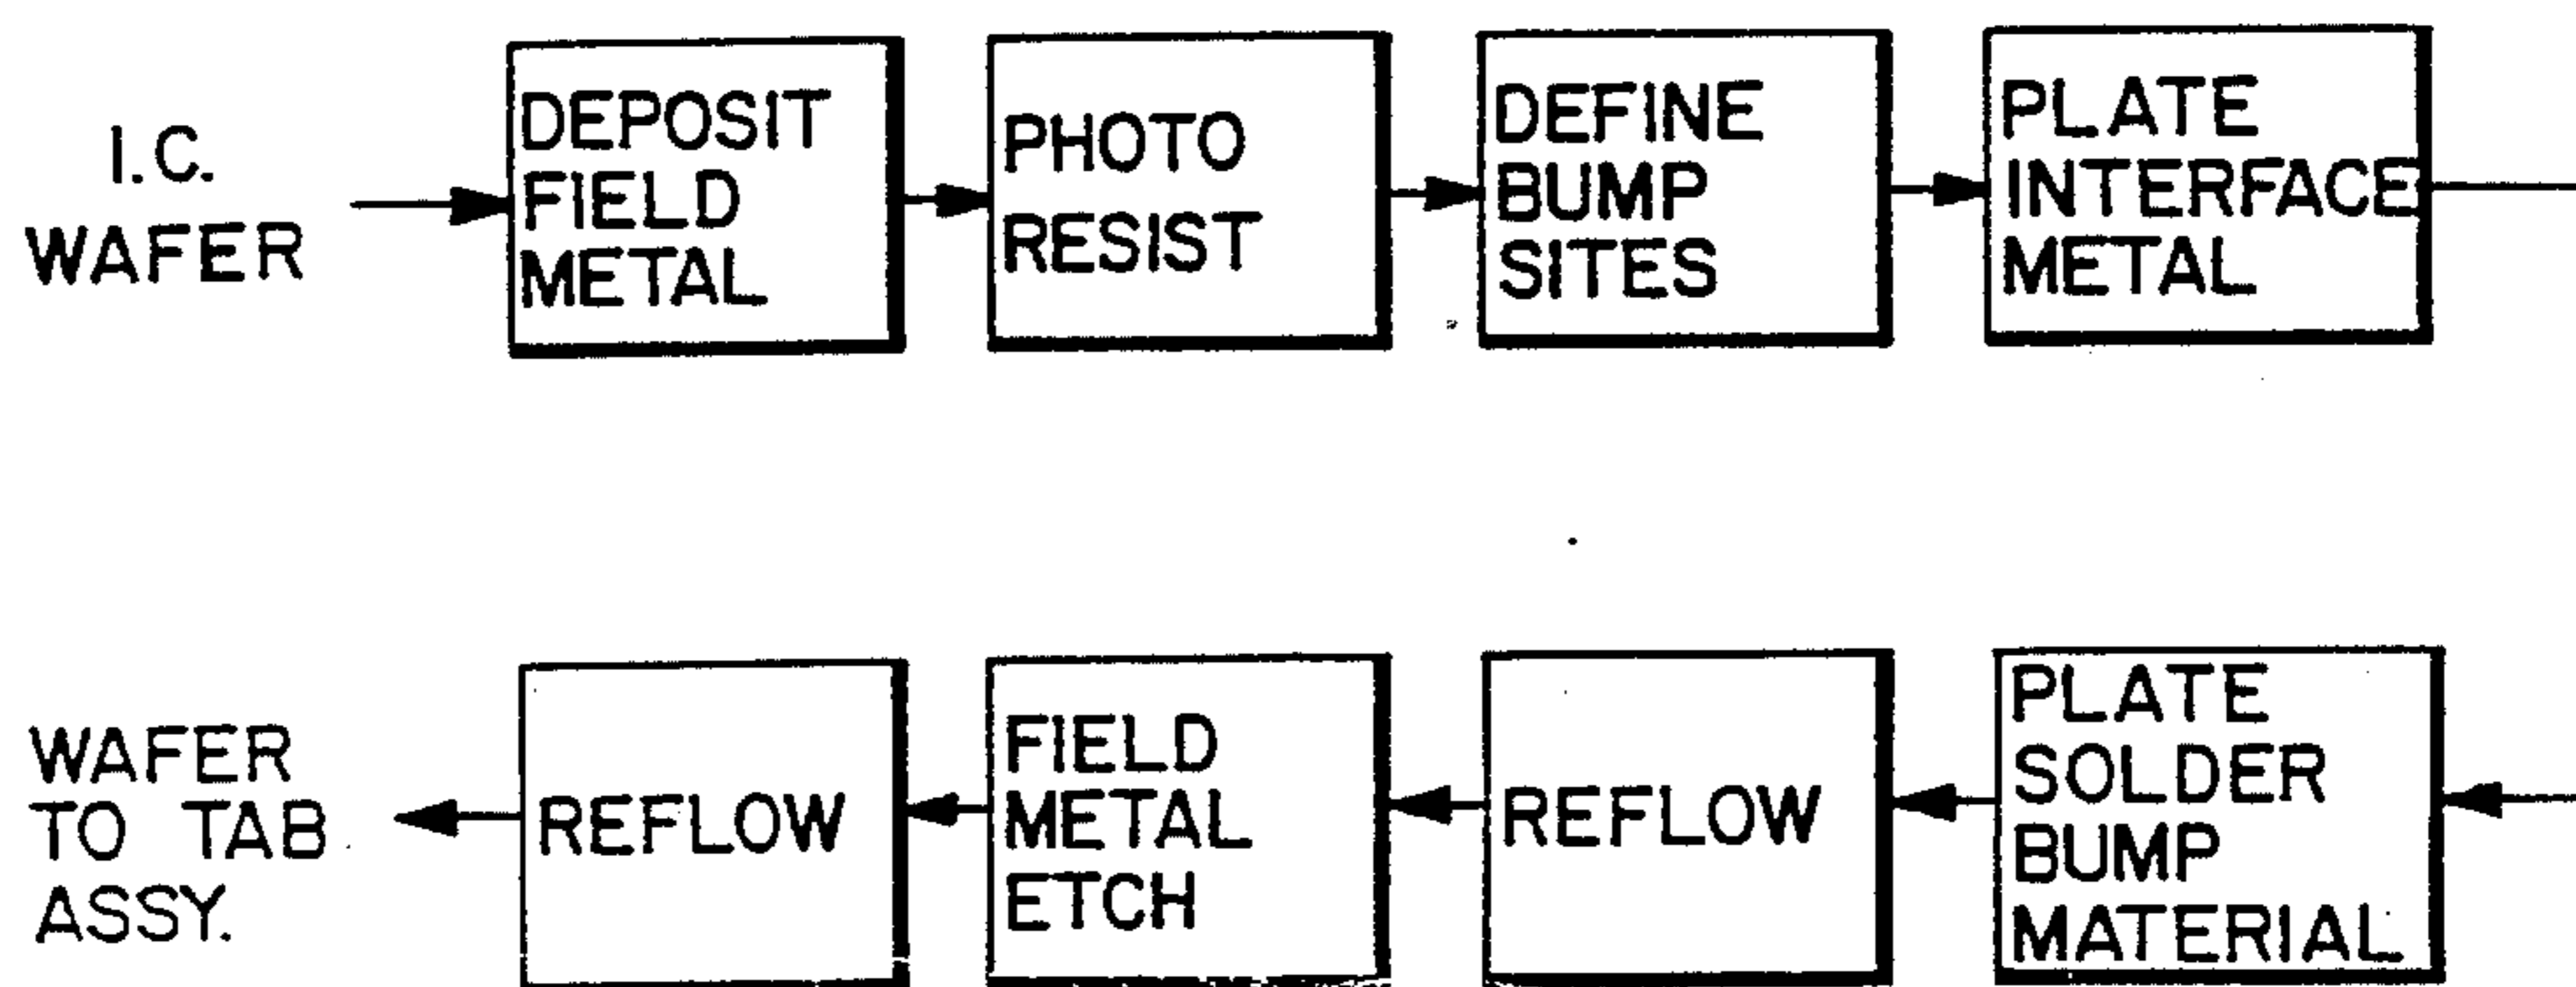 I.C.
WAFER
DEPOSIT
FIELD
METAL
PHOTO
RESIST
DEFINE
BUMP
SITES
PLATE
INTERFACE
METAL
PLATE
SOLDER
BUMP
MATERIAL
REFLOW
FIELD
METAL
ETCH
REFLOW
WAFER
TO TAB
ASSY.